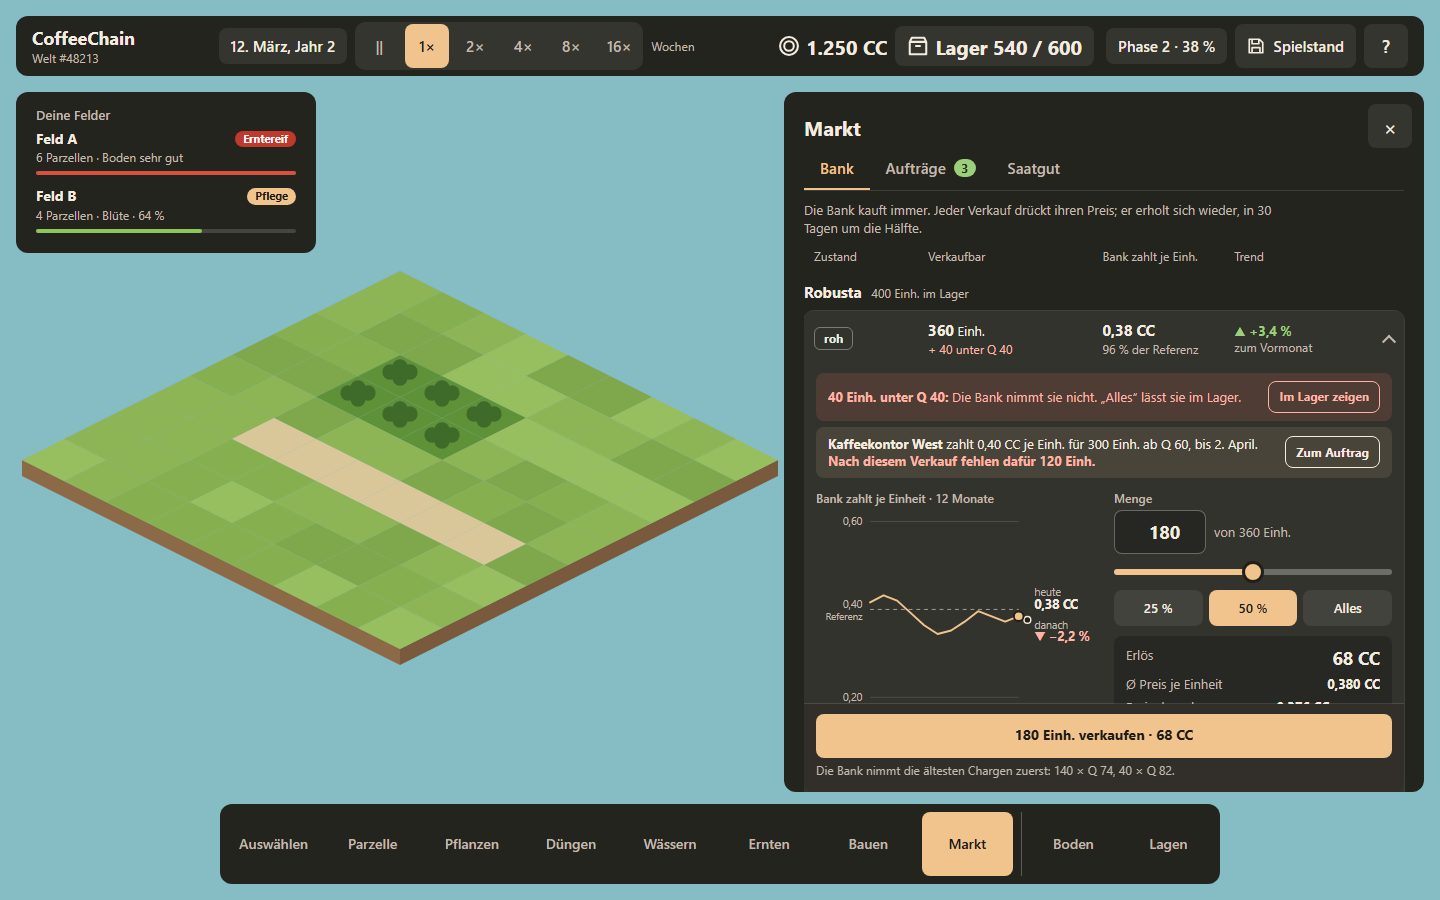 CoffeeChain
Welt #48213
12. März, Jahr 2
||
1×
2×
4×
8×
16×
Wochen
1.250 CC
Lager 540 / 600
Phase 2 · 38 %
Spielstand
?
Deine Felder
Feld A
Erntereif
6 Parzellen · Boden sehr gut
Feld B
Pflege
4 Parzellen · Blüte · 64 %
Markt
×
Bank
Aufträge 3
Saatgut
Die Bank kauft immer. Jeder Verkauf drückt ihren Preis; er erholt sich wieder, in 30
Tagen um die Hälfte.
Zustand
Verkaufbar
Bank zahlt je Einh.
Trend
Robusta 400 Einh. im Lager
roh
360 Einh.
+ 40 unter Q 40
0,38 CC
96 % der Referenz
▲ +3,4 %
zum Vormonat
40 Einh. unter Q 40: Die Bank nimmt sie nicht. „Alles“ lässt sie im Lager.
Im Lager zeigen
Kaffeekontor West zahlt 0,40 CC je Einh. für 300 Einh. ab Q 60, bis 2. April.
Nach diesem Verkauf fehlen dafür 120 Einh.
Zum Auftrag
Bank zahlt je Einheit · 12 Monate
0,60
0,40
Referenz
0,20
heute
0,38 CC
danach
▼ −2,2 %
Menge
180
von 360 Einh.
25 %
50 %
Alles
Erlös
68 CC
Ø Preis je Einheit
0,380 CC
180 Einh. verkaufen · 68 CC
Die Bank nimmt die ältesten Chargen zuerst: 140 × Q 74, 40 × Q 82.
Auswählen
Parzelle
Pflanzen
Düngen
Wässern
Ernten
Bauen
Markt
Boden
Lagen